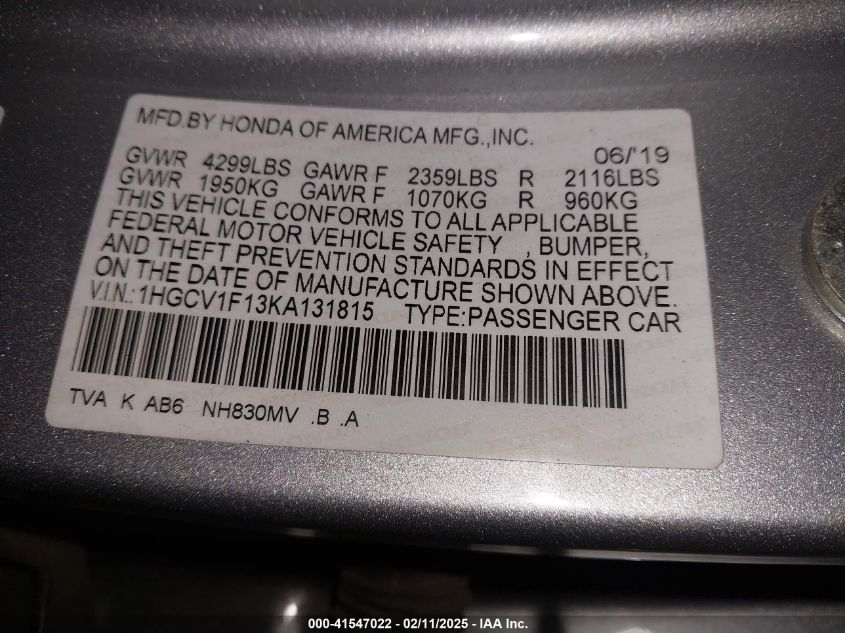 MFD.BY HONDA OF AMERICA MFG.,INC.
06/'19
GVWR 4299LBS GAWR F 2359LBS R 2116LBS
GVWR 1950KG GAWR F 1070KG R 960KG
THIS VEHICLE CONFORMS TO ALL APPLICABLE
FEDERAL MOTOR VEHICLE SAFETY , BUMPER,
AND THEFT PREVENTION STANDARDS IN EFFECT
ON THE DATE OF MANUFACTURE SHOWN ABOVE.
V.I.N.: 1HGCV1F13KA131815 TYPE:PASSENGER CAR
TVA K AB6 NH830MV .B .A
000-41547022 - 02/11/2025 - IAA Inc.